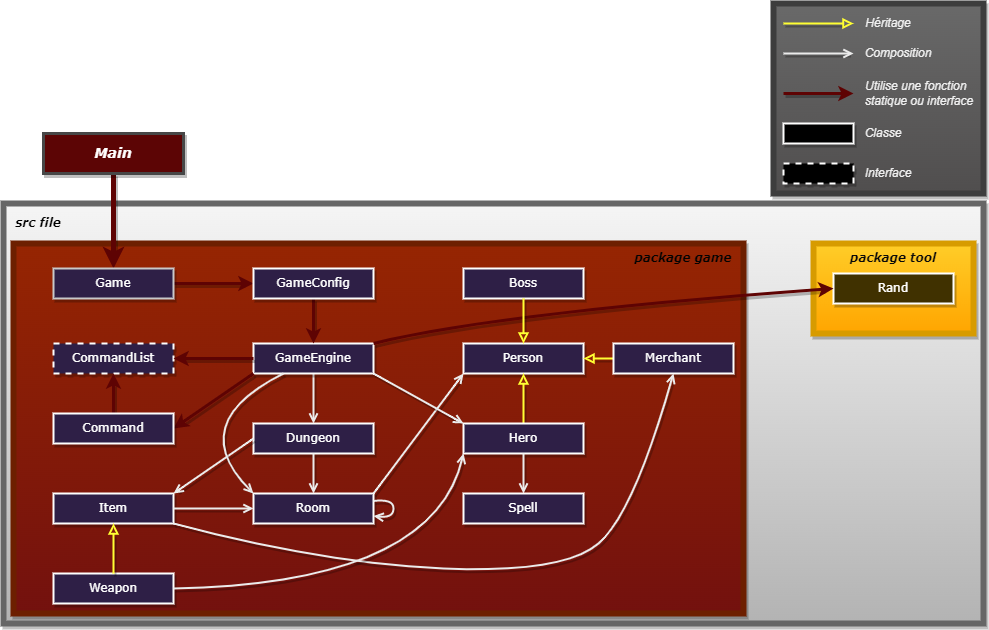 Héritage
Composition
Utilise une fonction
statique ou interface
Classe
Interface
Main
src file
package game
package tool
Game
GameConfig
Boss
Rand
CommandList
GameEngine
Person
Merchant
Command
Dungeon
Hero
Item
Room
Spell
Weapon